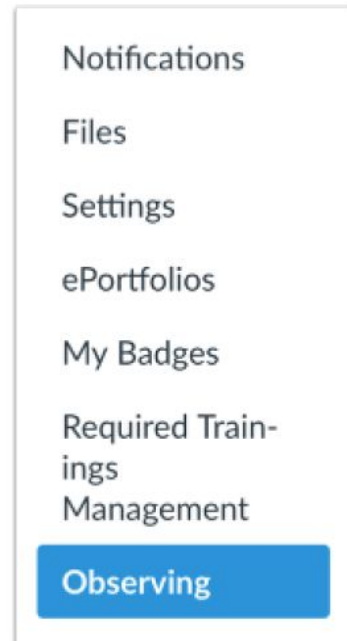 Notifications
Files
Settings
ePortfolios
My Badges
Required Train-
ings
Management
Observing